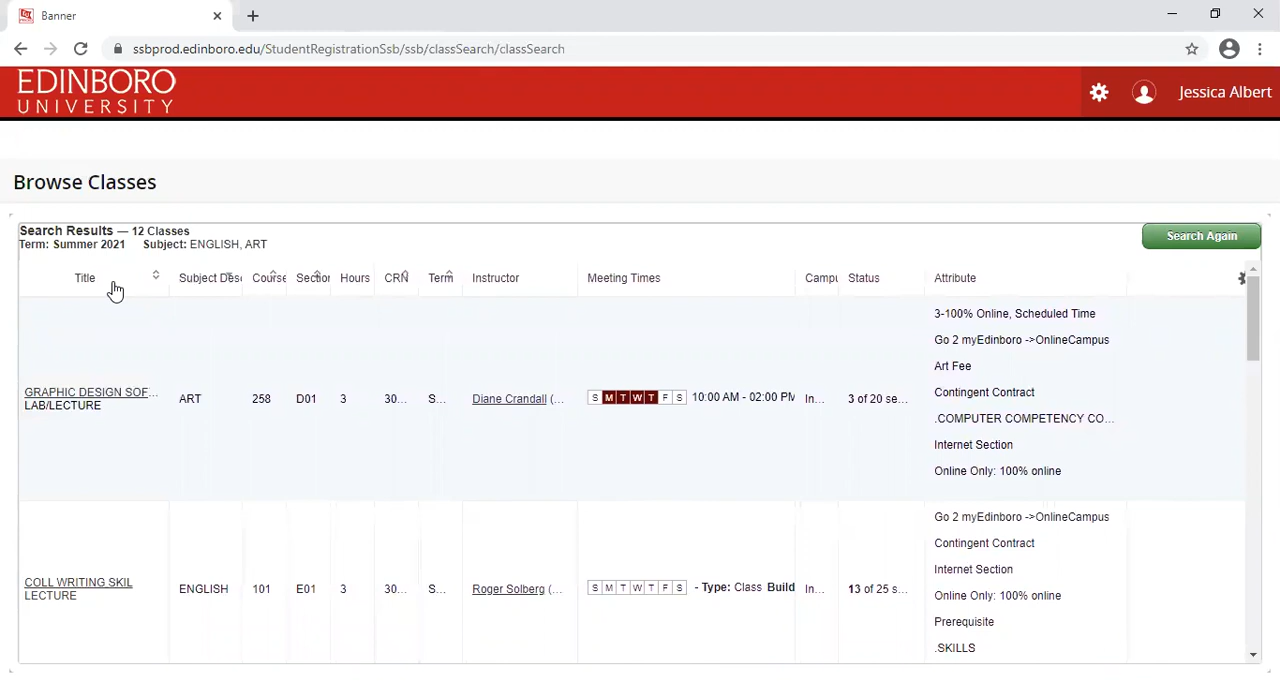 Banner
ssbprod.edinboro.edu/StudentRegistrationSsb/ssb/classSearch/classSearch
EDINBORO
UNIVERSITY
Jessica Albert
Browse Classes
Search Results — 12 Classes
Term: Summer 2021 Subject: ENGLISH, ART
Search Again
Title Subject Desc Course Section Hours CRN Term Instructor Meeting Times Campu Status Attribute
3-100% Online, Scheduled Time
Go 2 myEdinboro ->OnlineCampus
Art Fee
Contingent Contract
.COMPUTER COMPETENCY CO...
Internet Section
Online Only: 100% online
GRAPHIC DESIGN SOF...
LAB/LECTURE
ART 258 D01 3 30... S... Diane Crandall (... S M T W T F S 10:00 AM - 02:00 PM In... 3 of 20 se...
Go 2 myEdinboro ->OnlineCampus
Contingent Contract
Internet Section
Online Only: 100% online
Prerequisite
.SKILLS
COLL WRITING SKIL
LECTURE
ENGLISH 101 E01 3 30... S... Roger Solberg (... S M T W T F S - Type: Class Build In... 13 of 25 s...